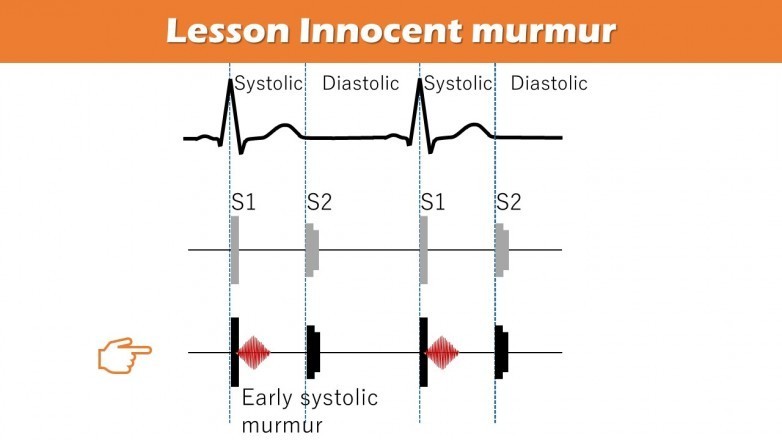 Lesson Innocent murmur
Systolic Diastolic Systolic Diastolic
S1 S2 S1 S2
Early systolic
murmur